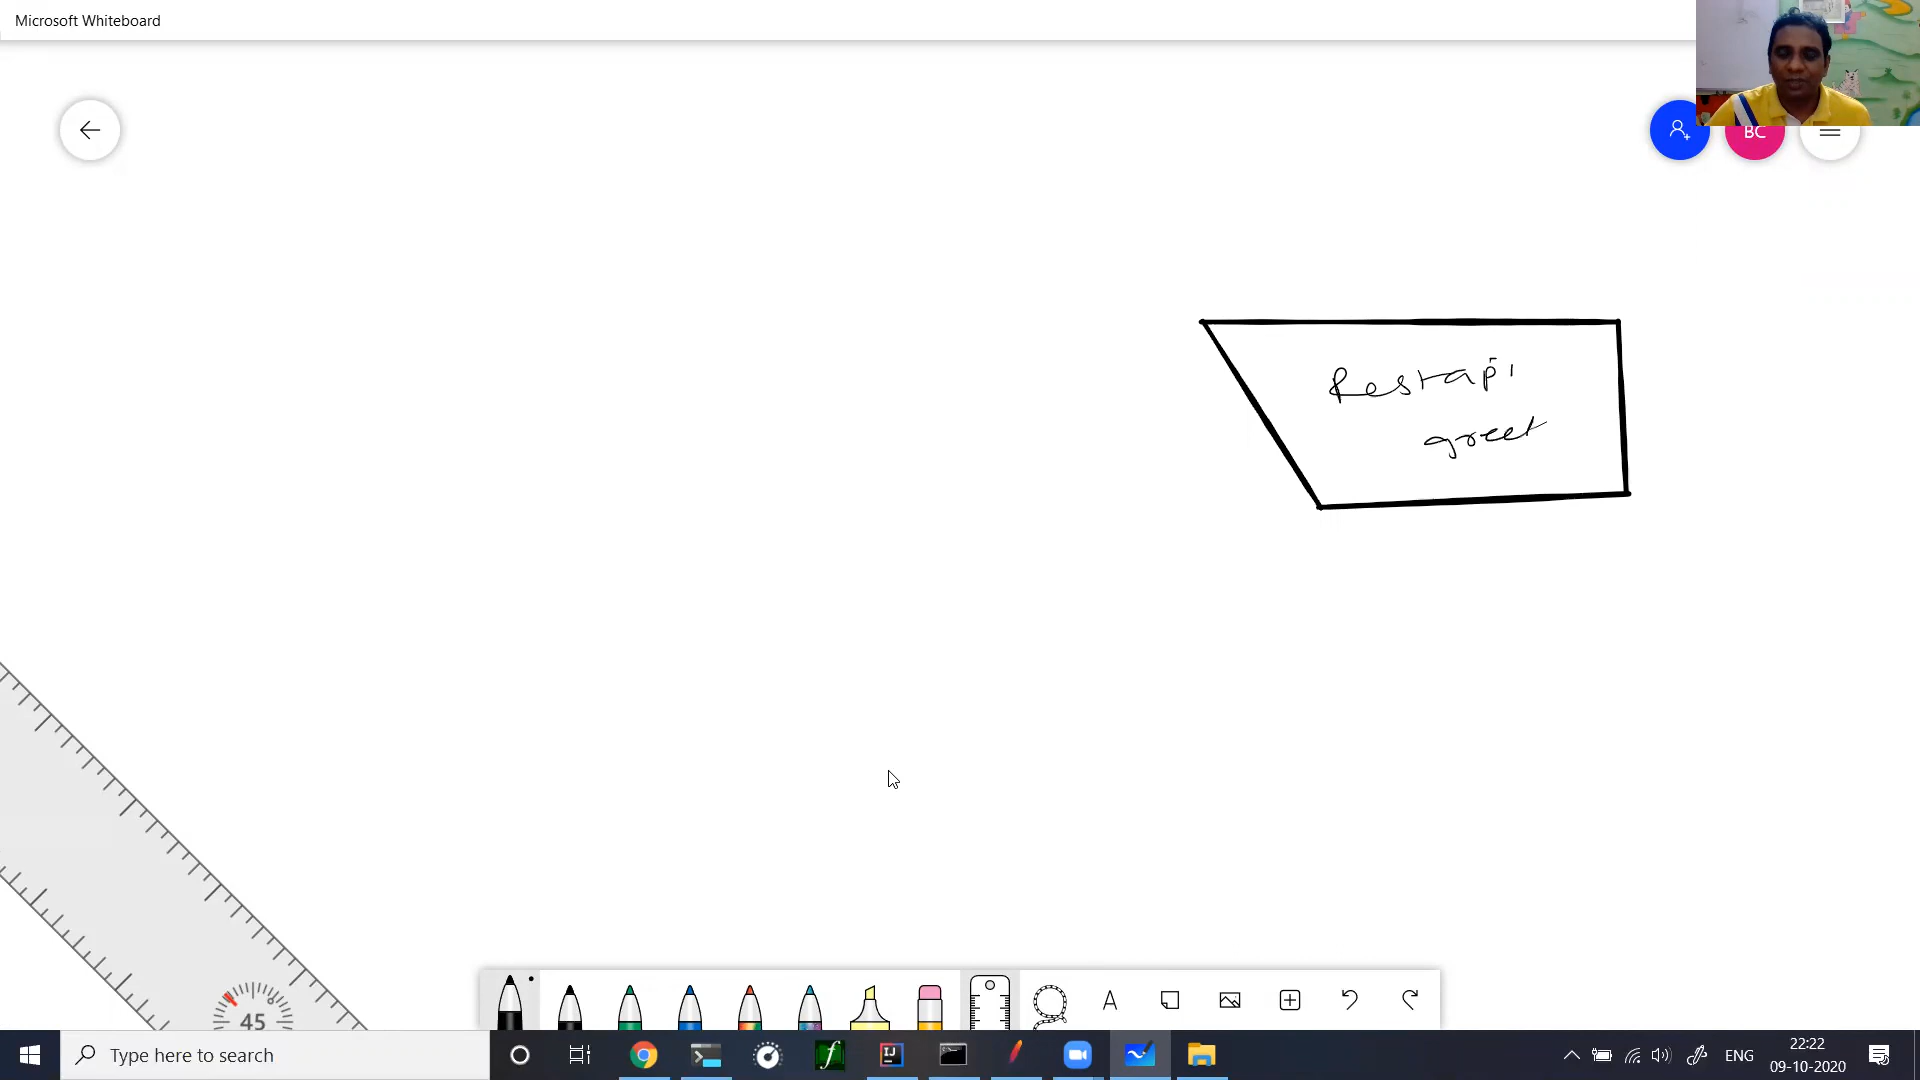 Microsoft Whiteboard
BC
Restapi
greet
45
A
Type here to search
ENG
22:22
09-10-2020